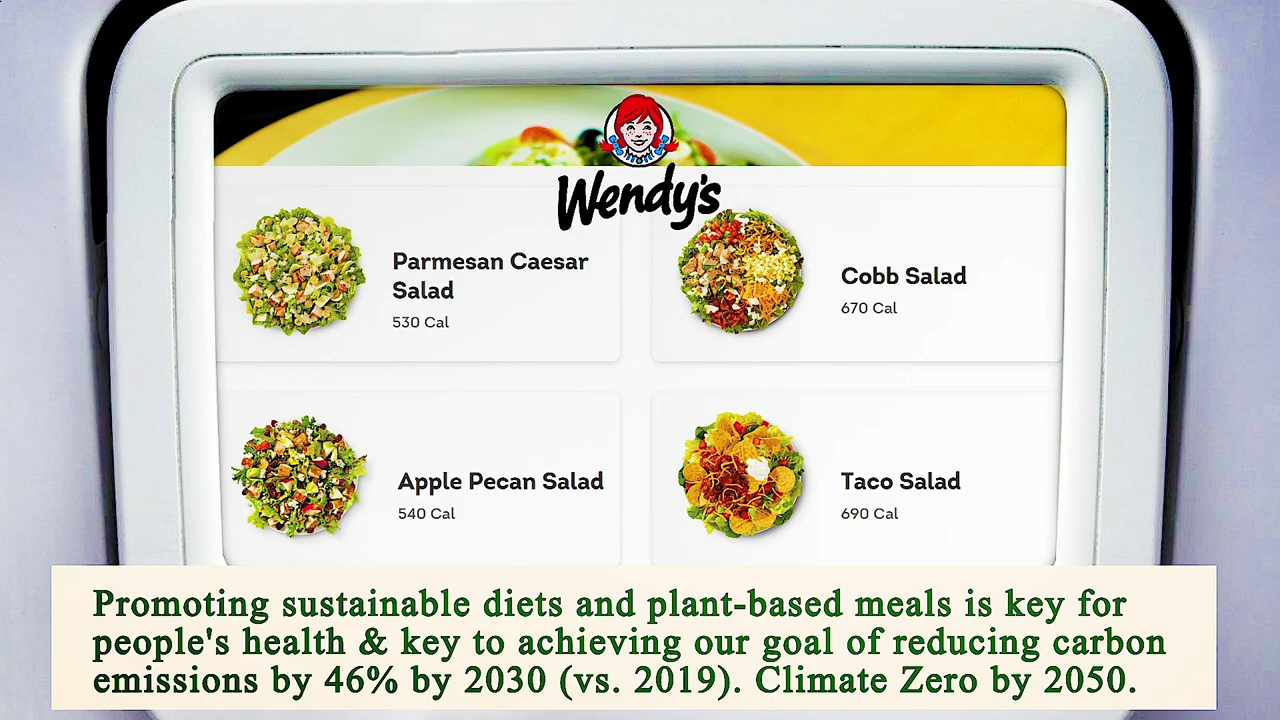 Wendy's
Parmesan Caesar
Salad
530 Cal
Cobb Salad
670 Cal
Apple Pecan Salad
540 Cal
Taco Salad
690 Cal
Promoting sustainable diets and plant-based meals is key for
people's health & key to achieving our goal of reducing carbon
emissions by 46% by 2030 (vs. 2019). Climate Zero by 2050.